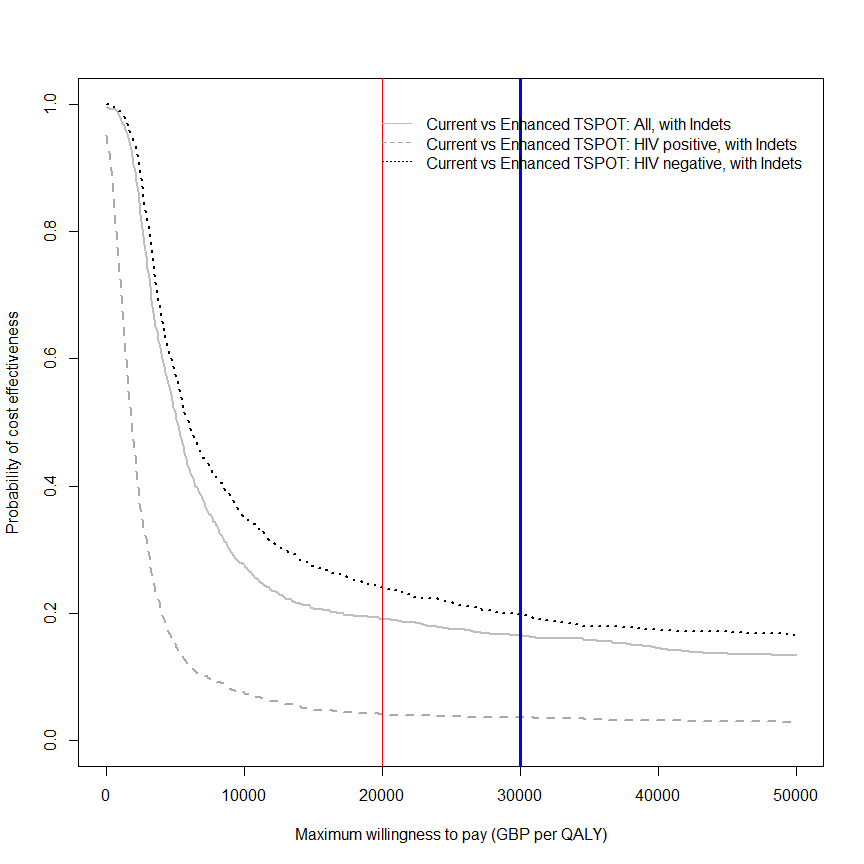 Current vs Enhanced TSPOT: All, with Indets
Current vs Enhanced TSPOT: HIV positive, with Indets
Current vs Enhanced TSPOT: HIV negative, with Indets
Probability of cost effectiveness
1.0
0.8
0.6
0.4
0.2
0.0
0
10000
20000
30000
40000
50000
Maximum willingness to pay (GBP per QALY)